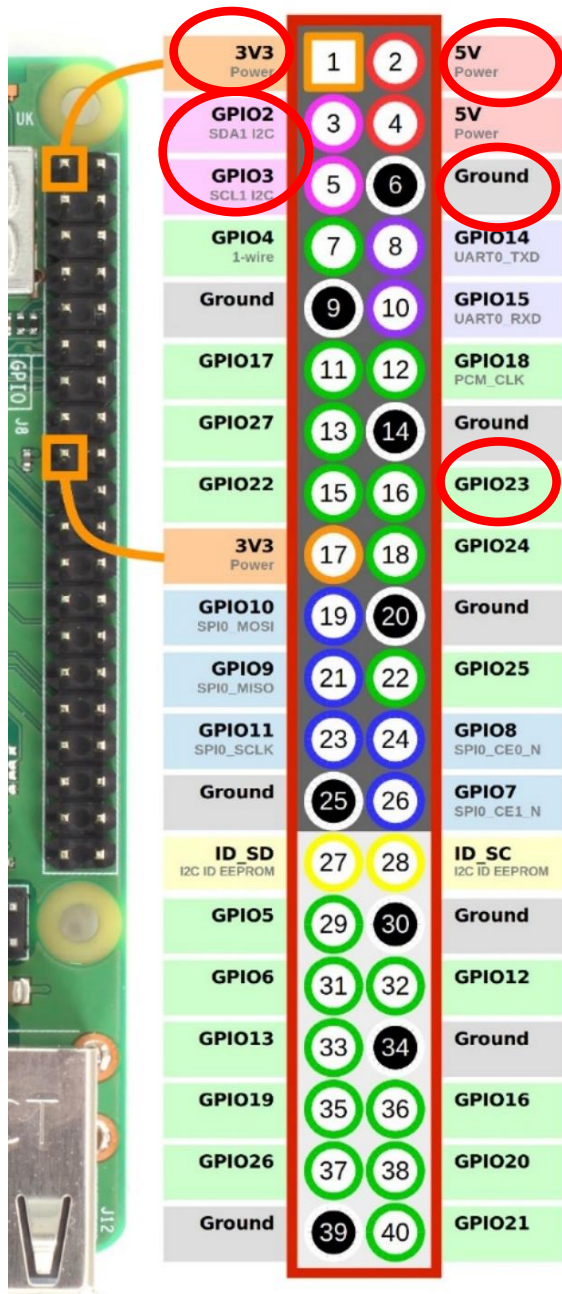 UK
GPIO
J8
CT
J12
3V3
Power
1
2
5V
Power
GPIO2
SDA1 I2C
3
4
5V
Power
GPIO3
SCL1 I2C
5
6
Ground
GPIO4
1-wire
7
8
GPIO14
UART0_TXD
Ground
9
10
GPIO15
UART0_RXD
GPIO17
11
12
GPIO18
PCM_CLK
GPIO27
13
14
Ground
GPIO22
15
16
GPIO23
3V3
Power
17
18
GPIO24
GPIO10
SPI0_MOSI
19
20
Ground
GPIO9
SPI0_MISO
21
22
GPIO25
GPIO11
SPI0_SCLK
23
24
GPIO8
SPI0_CE0_N
Ground
25
26
GPIO7
SPI0_CE1_N
ID_SD
I2C ID EEPROM
27
28
ID_SC
I2C ID EEPROM
GPIO5
29
30
Ground
GPIO6
31
32
GPIO12
GPIO13
33
34
Ground
GPIO19
35
36
GPIO16
GPIO26
37
38
GPIO20
Ground
39
40
GPIO21